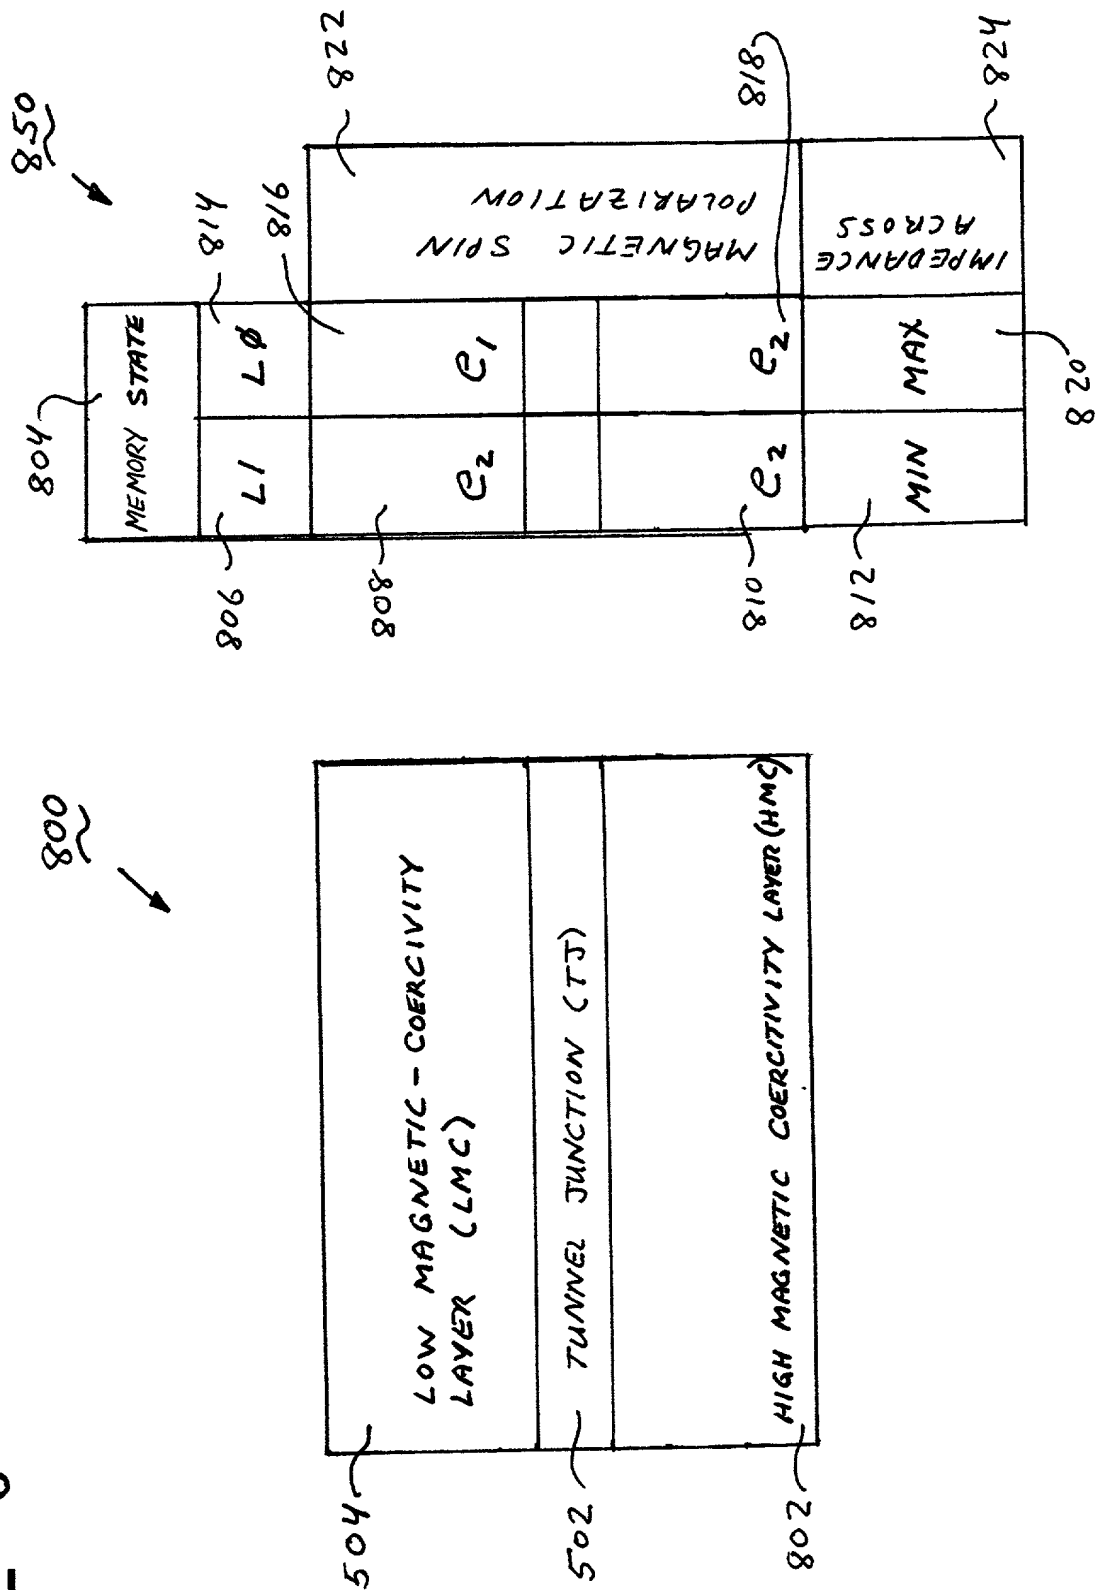 800
504
LOW MAGNETIC - COERCIVITY
LAYER (LMC)
502
TUNNEL JUNCTION (TJ)
802
HIGH MAGNETIC COERCITIVITY LAYER (HMC)
850
804
MEMORY STATE
806
L1
LØ
814
808
e2
e1
816
822
MAGNETIC SPIN
POLARIZATION
810
e2
e2
818
812
MIN
MAX
820
IMPEDANCE
ACROSS
824